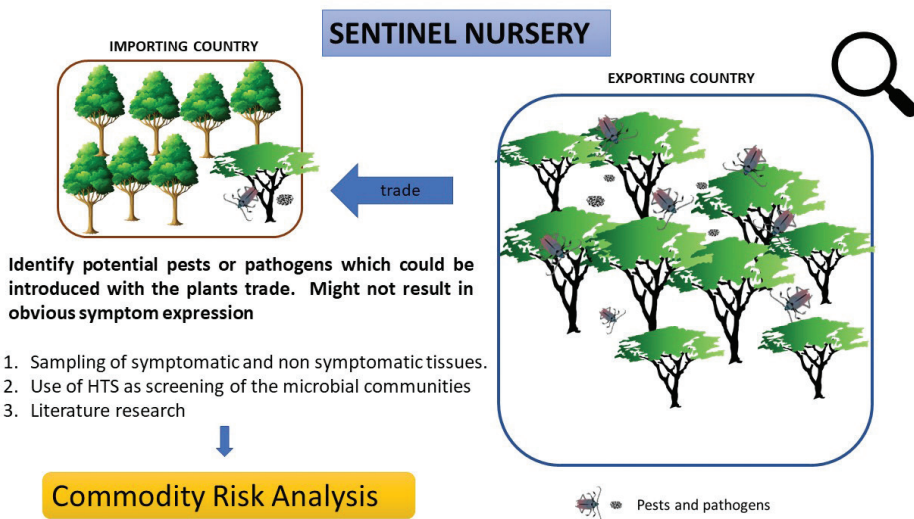 SENTINEL NURSERY
IMPORTING COUNTRY
EXPORTING COUNTRY
trade
Identify potential pests or pathogens which could be
introduced with the plants trade. Might not result in
obvious symptom expression
1. Sampling of symptomatic and non symptomatic tissues.
2. Use of HTS as screening of the microbial communities
3. Literature research
Commodity Risk Analysis
Pests and pathogens